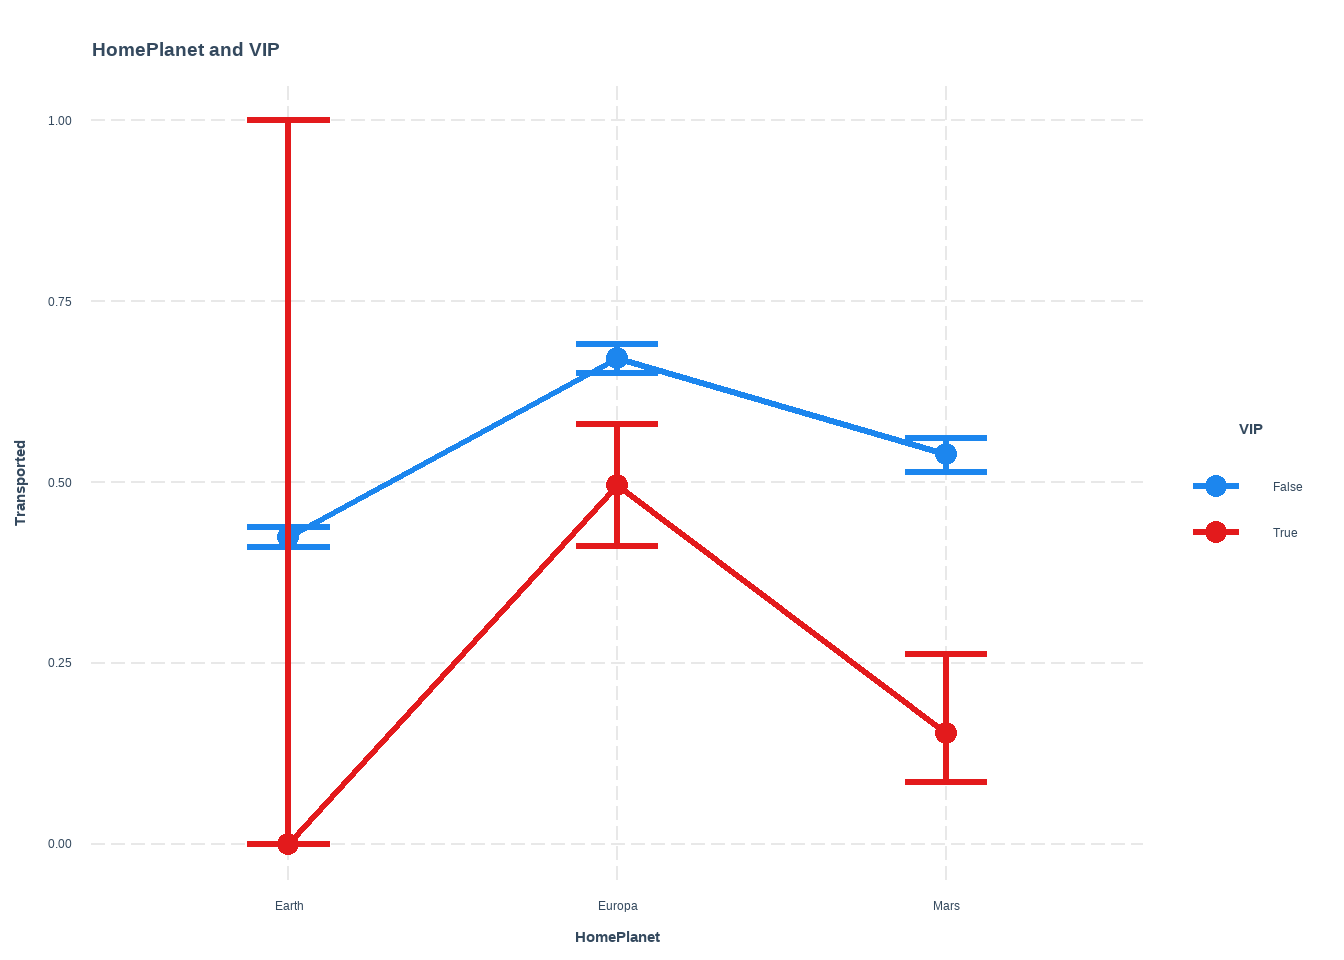 HomePlanet and VIP
1.00
0.75
0.50
0.25
0.00
Transported
Earth
Europa
Mars
HomePlanet
VIP
False
True